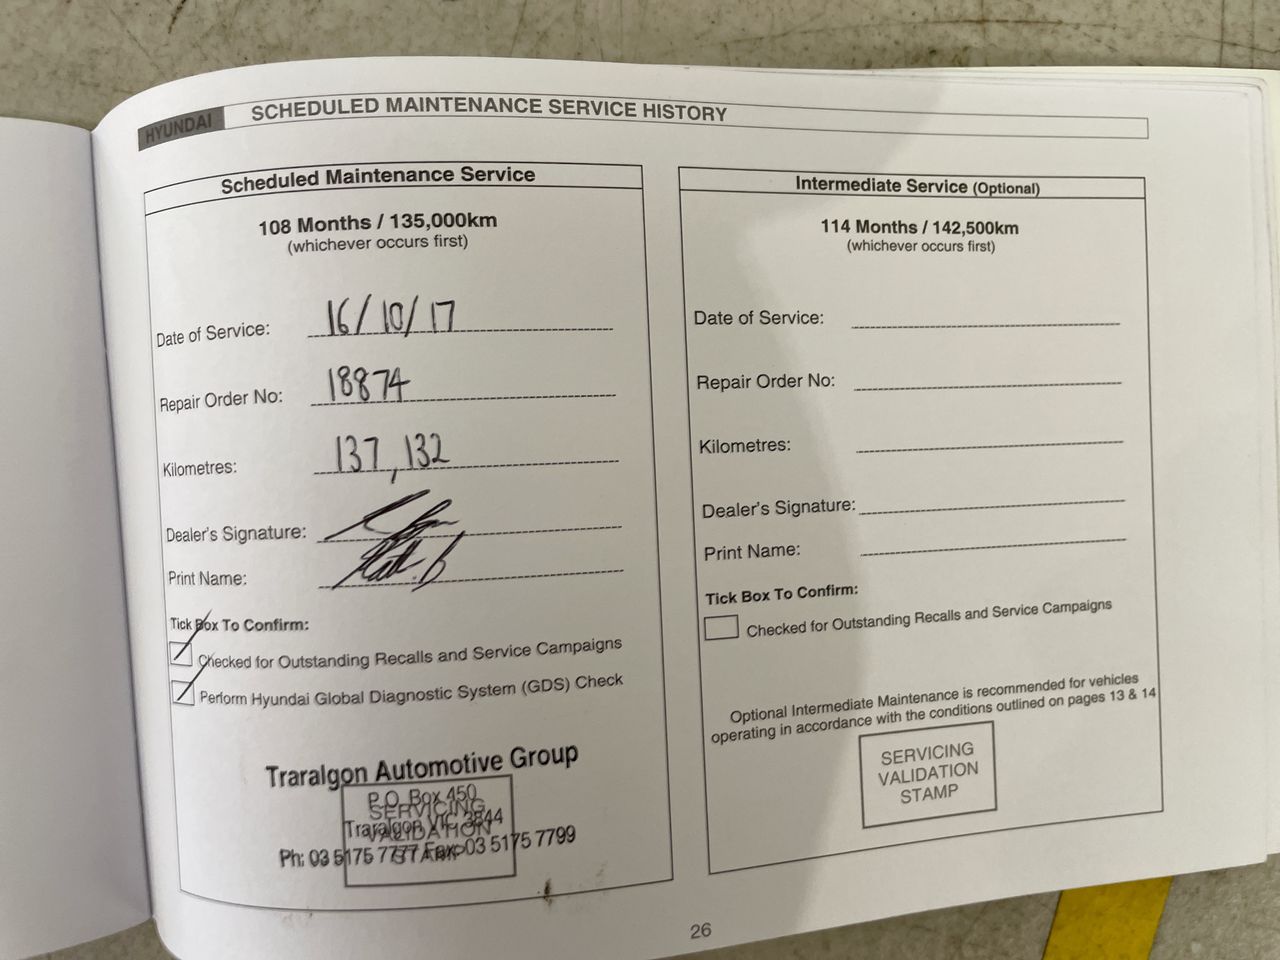 HYUNDAI
SCHEDULED MAINTENANCE SERVICE HISTORY
Scheduled Maintenance Service
108 Months / 135,000km
(whichever occurs first)
Date of Service: 16/10/17
Repair Order No: 18874
Kilometres: 137,132
Dealer's Signature:
Print Name:
Tick Box To Confirm:
Checked for Outstanding Recalls and Service Campaigns
Perform Hyundai Global Diagnostic System (GDS) Check
Traralgon Automotive Group
P.O. Box 450
SERVICING
Traralgon VIC 3844
VALIDATION
Ph: 03 5175 7777 Fax: 03 5175 7799
STAMP
Intermediate Service (Optional)
114 Months / 142,500km
(whichever occurs first)
Date of Service:
Repair Order No:
Kilometres:
Dealer's Signature:
Print Name:
Tick Box To Confirm:
Checked for Outstanding Recalls and Service Campaigns
Optional Intermediate Maintenance is recommended for vehicles
operating in accordance with the conditions outlined on pages 13 & 14
SERVICING
VALIDATION
STAMP
26